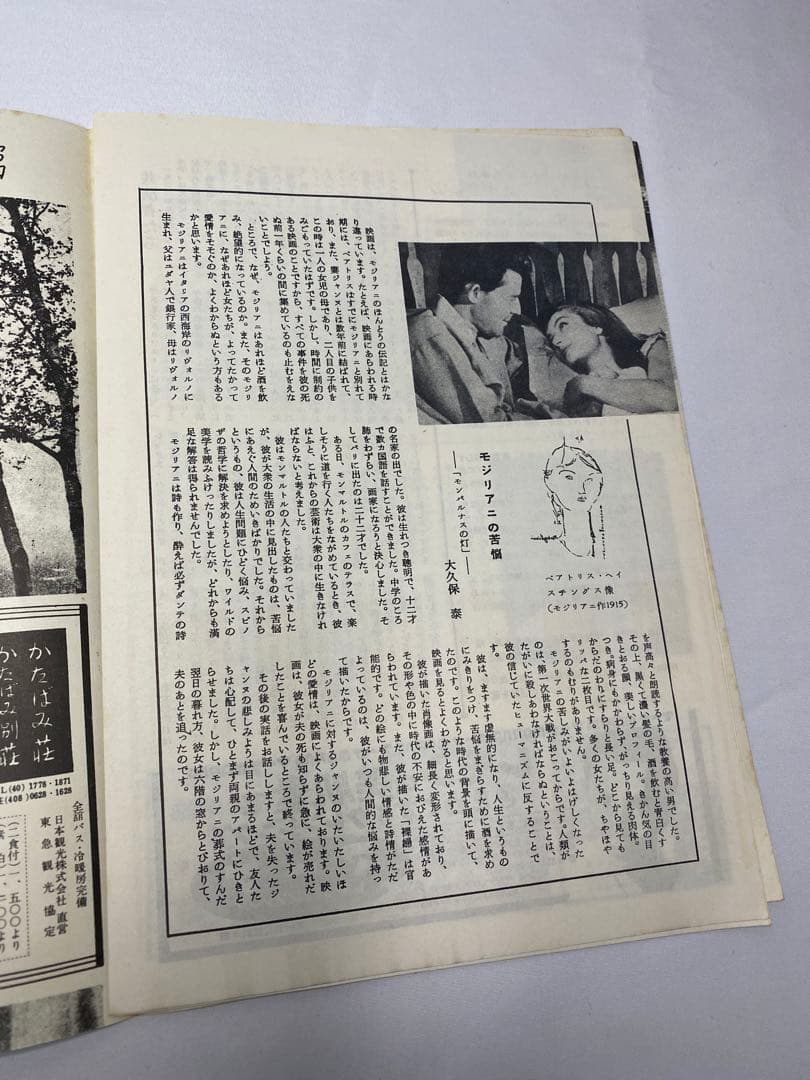 モジリアニの苦悩
―「モンパルナスの灯」―
大久保 泰
ベアトリス・ヘイ
スチングス像
(モジリアニ作1915)
映画は、モジリアニのほんとうの伝記とはかな
り違っています。たとえば、映画にあらわれる時
期には、ベアトリスはすでにモジリアニと別れて
おり、また、妻ジャンヌとは数年前に結ばれて、
この時は一人の女児の母であり、二人目の子供を
みごもっていたはずです。しかし、時間に制約の
ある映画のことですから、すべての事件を彼の死
ぬ前一年くらいの間に集めているのも止むをえな
いことでしよう。
ところで、なぜ、モジリアニはあれほど酒を飲
み、絶望的になっているのか。また、そのモジリ
アニに、なぜあれほど女たちが、よってたかって
愛情をそそぐのか、よくわからぬという方もある
かと思います。
モジリアニはイタリアの西海岸のリヴォルノに
生まれ、父はユダヤ人で銀行家、母はリヴォルノ
の名家の出でした。彼は生れつき聰明で、十二才
で数カ国語を話すことができました。中学のころ
肺をわずらい、画家になろうと決心しました。そ
してパリに出たのは二十二才でした。
ある日、モンマルトルのカフェのテラスで、楽
しそうに道を行く人たちをながめているとき、彼
はふと、これからの芸術は大衆の中に生きなけれ
ばならないと考えました。
彼はモンマルトルの人たちと交わっていました
が、彼が大衆の生活の中に見出したものは、苦悩
にあえぐ人間のためいきばかりでした。それから
というもの、彼は人生問題にひどく悩み、スピノ
ザの哲学に解決を求めようとしたり、ワイルドの
美学を読みふけったりしましたが、どれからも満
足な解答は得られませんでした。
モジリアニは詩も作り、酔えば必ずダンテの詩
を声高々と朗読するような教養の高い男でした。
その上、黒くて濃い髪の毛、酒を飲むと青白くす
きとおる顔、美しいプロフィール。きかん気の目
つき。病身にもかかわらず、がっちり見える肉体。
からだのわりにすらりと長い足。どこから見ても
リッパな二枚目です。多くの女たちが、ちやほや
するのもむりがありません。
モジリアニの苦しみがいよいよはげしくなった
のは、第一次世界大戦がおこってからです。人類が
たがいに殺しあわなければならぬということは、
彼の信じていたヒューマニズムに反することで
彼は、ますます虚無的になり、人生というもの
にみきりをつけ、苦悩をまぎらすために酒を求め
たのです。このような時代の背景を頭に描いて、
映画を見るとよくわかると思います。
彼が描いた肖像画は、細長く変形されており、
その形や色の中に時代の不安におびえた感情があ
らわれています。また、彼が描いた「裸婦」は官
能的です。どの絵にも物悲しい情感と詩情がただ
よっているのは、彼がいつも人間的な悩みを持っ
て描いたからです。
モジリアニに対するジャンヌのいたいたしいほ
どの愛情は、映画によくあらわれております。映
画は、彼女が夫の死も知らずに急に、絵が売れだ
したことを喜んでいるところで終っています。
その後の実話をお話ししますと、夫を失ったジ
ャンヌの悲しみようは目にあまるほどで、友人た
ちは心配して、ひとまず両親のアパートにひきと
らせました。しかし、モジリアニの葬式のすんだ
翌日の暮れ方、彼女は六階の窓からとびおりて、
夫のあとを追ったのです。
かたばみ荘
かたばみ別荘
L(40) 1778・1871
(408) 0628・1628
全館バス・冷暖房完備
日本観光株式会社 直営
東急観光協定
(二食付)一、五〇〇より